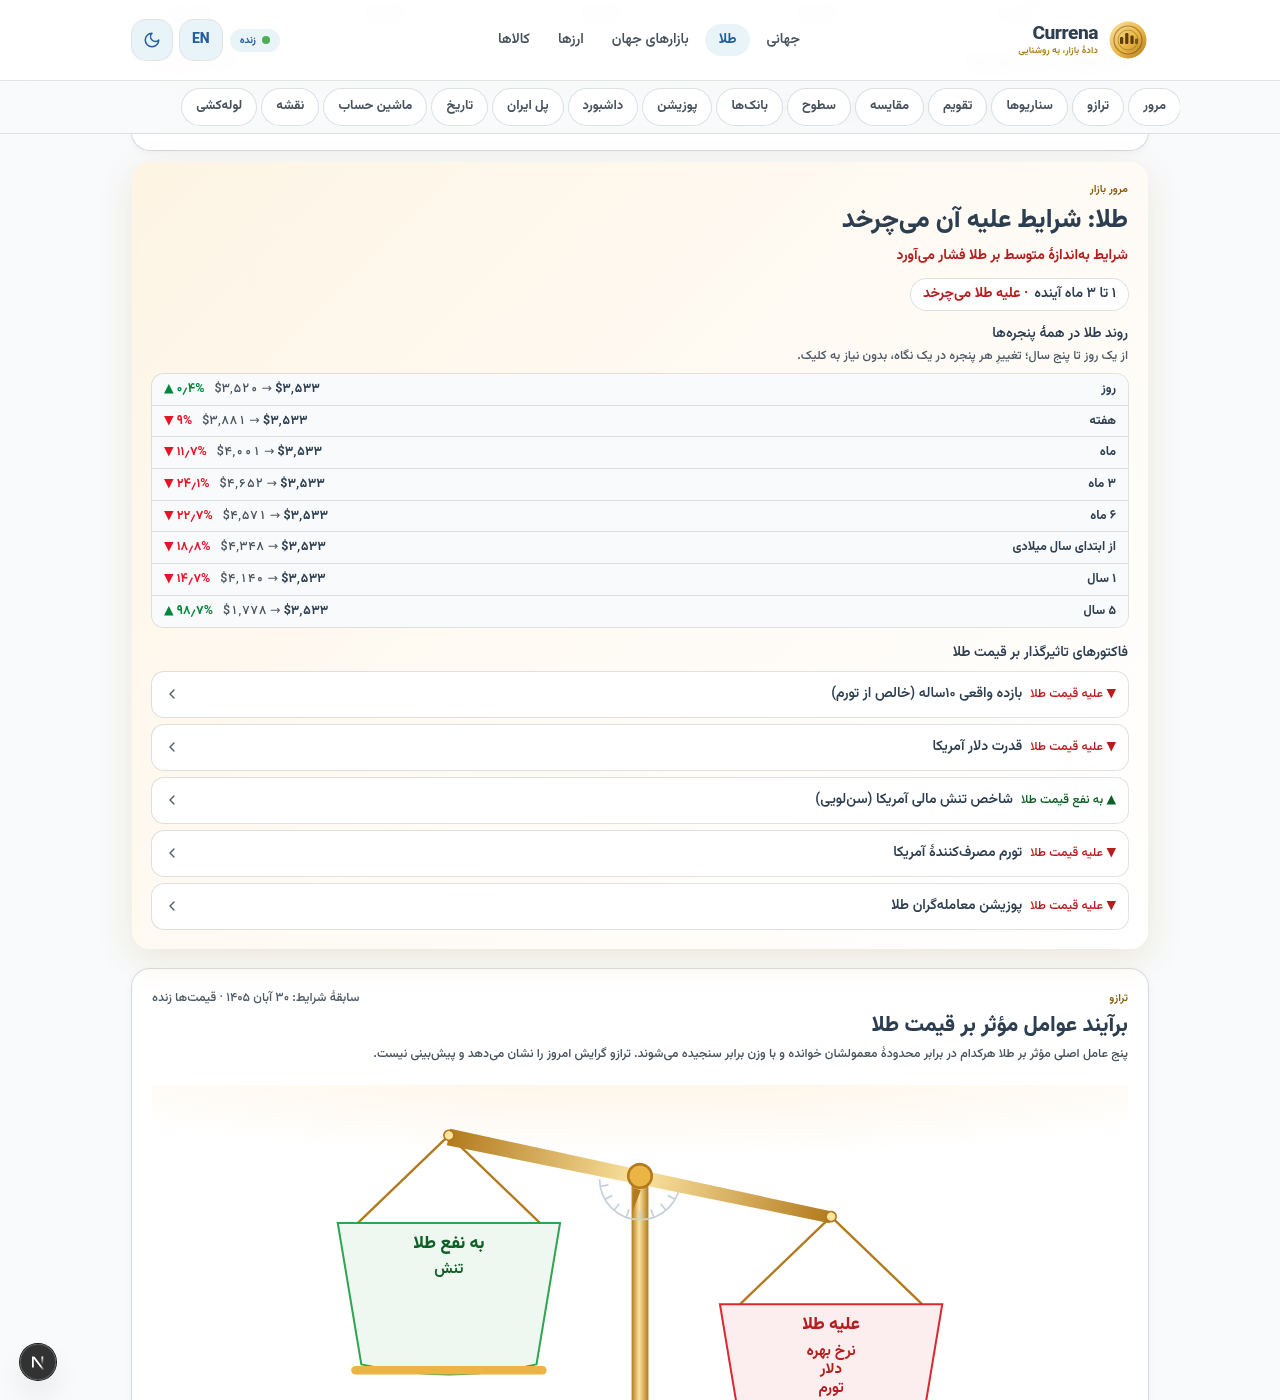 Currena
دادهٔ بازار، به روشنایی
جهانی
طلا
بازارهای جهان
ارزها
کالاها
زنده
EN
مرور
ترازو
سناریوها
تقویم
مقایسه
سطوح
بانک‌ها
پوزیشن
داشبورد
پل ایران
تاریخ
ماشین حساب
نقشه
لوله‌کشی
مرور بازار
طلا: شرایط علیه آن می‌چرخد
شرایط به‌اندازهٔ متوسط بر طلا فشار می‌آورد
۱ تا ۳ ماه آینده · علیه طلا می‌چرخد
روند طلا در همهٔ پنجره‌ها
از یک روز تا پنج سال؛ تغییرِ هر پنجره در یک نگاه، بدون نیاز به کلیک.
روز ▲ ۰٫۴% $۳,۵۲۰ → $۳,۵۳۳
هفته ▼ ۹% $۳,۸۸۱ → $۳,۵۳۳
ماه ▼ ۱۱٫۷% $۴,۰۰۱ → $۳,۵۳۳
۳ ماه ▼ ۲۴٫۱% $۴,۶۵۲ → $۳,۵۳۳
۶ ماه ▼ ۲۲٫۷% $۴,۵۷۱ → $۳,۵۳۳
از ابتدای سال میلادی ▼ ۱۸٫۸% $۴,۳۴۸ → $۳,۵۳۳
۱ سال ▼ ۱۴٫۷% $۴,۱۴۰ → $۳,۵۳۳
۵ سال ▲ ۹۸٫۷% $۱,۷۷۸ → $۳,۵۳۳
فاکتورهای تاثیرگذار بر قیمت طلا
▼ علیه قیمت طلا بازده واقعی ۱۰ساله (خالص از تورم)
▼ علیه قیمت طلا قدرت دلار آمریکا
▲ به نفع قیمت طلا شاخص تنش مالی آمریکا (سن‌لویی)
▼ علیه قیمت طلا تورم مصرف‌کنندهٔ آمریکا
▼ علیه قیمت طلا پوزیشن معامله‌گران طلا
ترازو
سابقهٔ شرایط: ۳۰ آبان ۱۴۰۵ · قیمت‌ها زنده
برآیند عوامل مؤثر بر قیمت طلا
پنج عامل اصلی مؤثر بر طلا هرکدام در برابر محدودهٔ معمولشان خوانده و با وزن برابر سنجیده می‌شوند. ترازو گرایش امروز را نشان می‌دهد و پیش‌بینی نیست.
به نفع طلا
تنش
علیه طلا
نرخ بهره
دلار
تورم
N